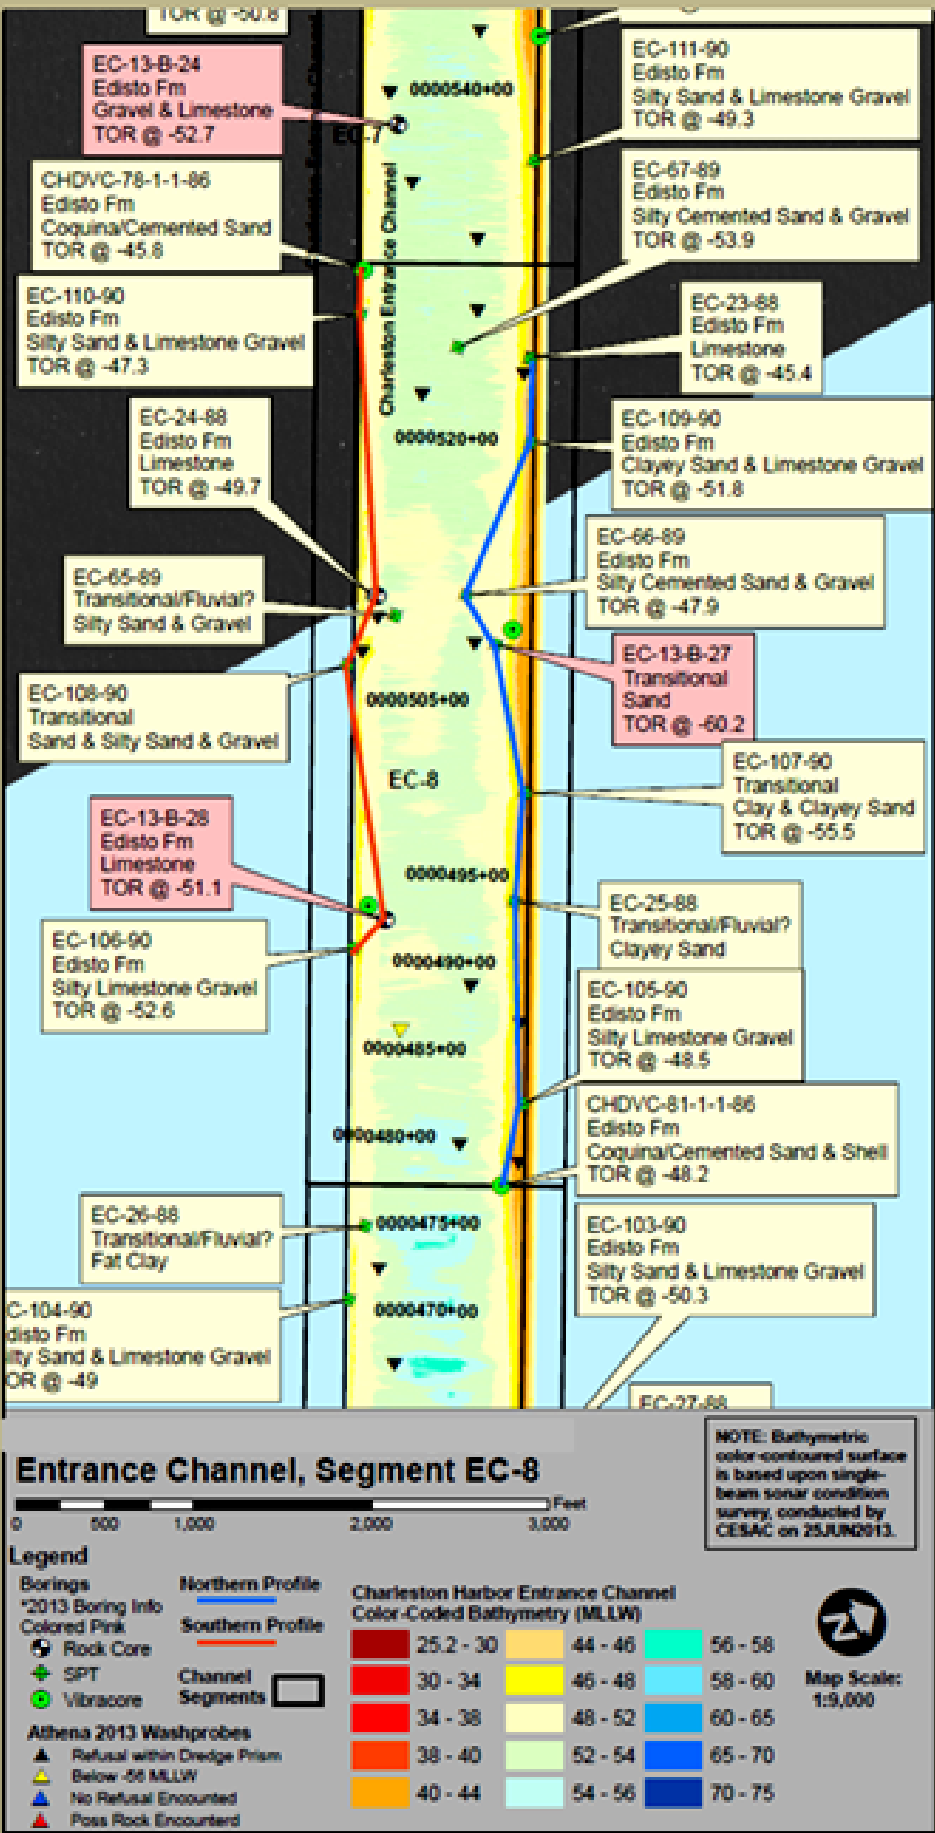 TOR @ -50.8
EC-13-B-24
Edisto Fm
Gravel & Limestone
TOR @ -52.7
CHDVC-78-1-1-86
Edisto Fm
Coquina/Cemented Sand
TOR @ -45.8
EC-110-90
Edisto Fm
Silty Sand & Limestone Gravel
TOR @ -47.3
EC-24-88
Edisto Fm
Limestone
TOR @ -49.7
EC-65-89
Transitional/Fluvial?
Silty Sand & Gravel
EC-108-90
Transitional
Sand & Silty Sand & Gravel
EC-13-B-28
Edisto Fm
Limestone
TOR @ -51.1
EC-106-90
Edisto Fm
Silty Limestone Gravel
TOR @ -52.6
EC-26-88
Transitional/Fluvial?
Fat Clay
C-104-90
disto Fm
ilty Sand & Limestone Gravel
OR @ -49
0000540+00
EC-7
Charleston Entrance Channel
0000520+00
0000505+00
EC-8
0000495+00
0000490+00
0000485+00
0000480+00
0000475+00
0000470+00
EC-111-90
Edisto Fm
Silty Sand & Limestone Gravel
TOR @ -49.3
EC-67-89
Edisto Fm
Silty Cemented Sand & Gravel
TOR @ -53.9
EC-23-88
Edisto Fm
Limestone
TOR @ -45.4
EC-109-90
Edisto Fm
Clayey Sand & Limestone Gravel
TOR @ -51.8
EC-66-89
Edisto Fm
Silty Cemented Sand & Gravel
TOR @ -47.9
EC-13-B-27
Transitional
Sand
TOR @ -60.2
EC-107-90
Transitional
Clay & Clayey Sand
TOR @ -55.5
EC-25-88
Transitional/Fluvial?
Clayey Sand
EC-105-90
Edisto Fm
Silty Limestone Gravel
TOR @ -48.5
CHDVC-81-1-1-86
Edisto Fm
Coquina/Cemented Sand & Shell
TOR @ -48.2
EC-103-90
Edisto Fm
Silty Sand & Limestone Gravel
TOR @ -50.3
EC-27-88
Entrance Channel, Segment EC-8
Feet
0 500 1,000 2,000 3,000
NOTE: Bathymetric
color-contoured surface
is based upon single-
beam sonar condition
survey, conducted by
CESAC on 25JUN2013.
Legend
Borings
*2013 Boring Info
Colored Pink
Rock Core
SPT
Vibracore
Northern Profile
Southern Profile
Channel
Segments
Athena 2013 Washprobes
Refusal within Dredge Prism
Below -56 MLLW
No Refusal Encounted
Poss Rock Encounterd
Charleston Harbor Entrance Channel
Color-Coded Bathymetry (MLLW)
25.2 - 30
30 - 34
34 - 38
38 - 40
40 - 44
44 - 46
46 - 48
48 - 52
52 - 54
54 - 56
56 - 58
58 - 60
60 - 65
65 - 70
70 - 75
Map Scale:
1:9,000